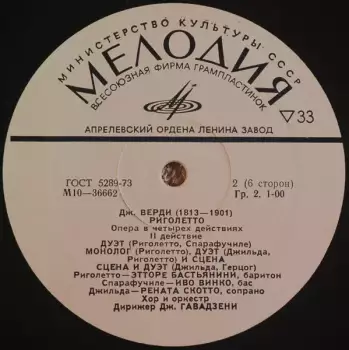 МИНИСТЕРСТВО КУЛЬТУРЫ СССР
МЕЛОДИЯ
ВСЕСОЮЗНАЯ ФИРМА ГРАМПЛАСТИНОК
▽33
АПРЕЛЕВСКИЙ ОРДЕНА ЛЕНИНА ЗАВОД
ГОСТ 5289-73
М10—36662
2 (6 сторон)
Гр. 2. 1-00
Дж. ВЕРДИ (1813—1901)
РИГОЛЕТТО
Опера в четырех действиях
II действие
ДУЭТ (Риголетто, Спарафучиле)
МОНОЛОГ (Риголетто), ДУЭТ (Джильда,
Риголетто) И СЦЕНА
СЦЕНА И ДУЭТ (Джильда, Герцог)
Риголетто—ЭТТОРЕ БАСТЬЯНИНИ, баритон
Спарафучиле—ИВО ВИНКО, бас
Джильда—РЕНАТА СКОТТО, сопрано
Хор и оркестр
Дирижер Дж. ГАВАДЗЕНИ